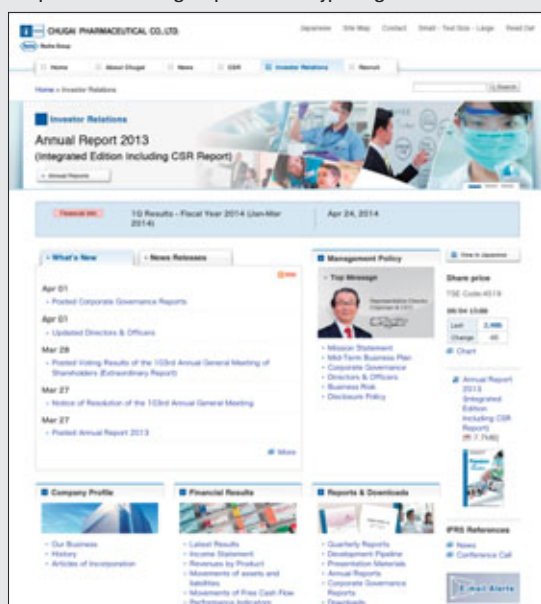 CHUGAI PHARMACEUTICAL CO., LTD.
Roche Group
Japanese Site Map Contact Small - Text Size - Large Read Out
Home About Chugai News CSR Investor Relations Recruit
Home > Investor Relations
Search
Investor Relations
Annual Report 2013
(Integrated Edition including CSR Report)
Annual Reports
Financial Info.
1Q Results - Fiscal Year 2014 (Jan-Mar 2014)
Apr 24, 2014
What's New
News Releases
Apr 01
Posted Corporate Governance Reports
Apr 01
Updated Directors & Officers
Mar 28
Posted Voting Results of the 103rd Annual General Meeting of
Shareholders (Extraordinary Report)
Mar 27
Notice of Resolution of the 103rd Annual General Meeting
Mar 27
Posted Annual Report 2013
More
Management Policy
Top Message
Mission Statement
Mid-Term Business Plan
Corporate Governance
Directors & Officers
Business Risk
Disclosure Policy
View in Japanese
Share price
TSE Code:4519
Last
Change
Chart
Annual Report
2013
(Integrated
Edition
including CSR
Report)
IFRS References
News
Conference Call
E-mail Alerts
Company Profile
Our Business
History
Articles of Incorporation
Financial Results
Latest Results
Income Statement
Revenues by Product
Movements of assets and
liabilities
Movements of Free Cash Flow
Performance Indicators
Reports & Downloads
Quarterly Reports
Development Pipeline
Presentation Materials
Annual Reports
Corporate Governance
Reports
Downloads